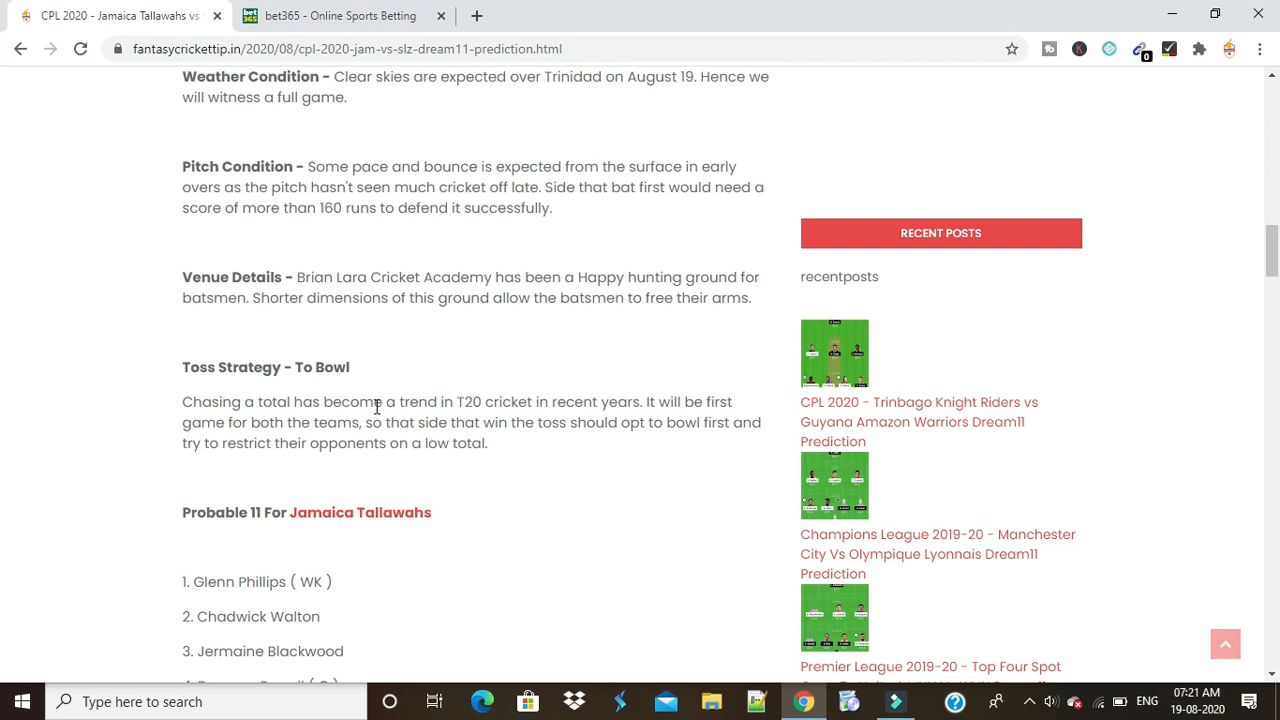 CPL 2020 - Jamaica Tallawahs vs
bet365 - Online Sports Betting
fantasycrickettip.in/2020/08/cpl-2020-jam-vs-slz-dream11-prediction.html
0
Weather Condition - Clear skies are expected over Trinidad on August 19. Hence we
will witness a full game.
Pitch Condition - Some pace and bounce is expected from the surface in early
overs as the pitch hasn't seen much cricket off late. Side that bat first would need a
score of more than 160 runs to defend it successfully.
Venue Details - Brian Lara Cricket Academy has been a Happy hunting ground for
batsmen. Shorter dimensions of this ground allow the batsmen to free their arms.
Toss Strategy - To Bowl
Chasing a total has become a trend in T20 cricket in recent years. It will be first
game for both the teams, so that side that win the toss should opt to bowl first and
try to restrict their opponents on a low total.
Probable 11 For Jamaica Tallawahs
1. Glenn Phillips ( WK )
2. Chadwick Walton
3. Jermaine Blackwood
RECENT POSTS
recentposts
CPL 2020 - Trinbago Knight Riders vs
Guyana Amazon Warriors Dream11
Prediction
Champions League 2019-20 - Manchester
City Vs Olympique Lyonnais Dream11
Prediction
Premier League 2019-20 - Top Four Spot
Type here to search
ENG
07:21 AM
19-08-2020